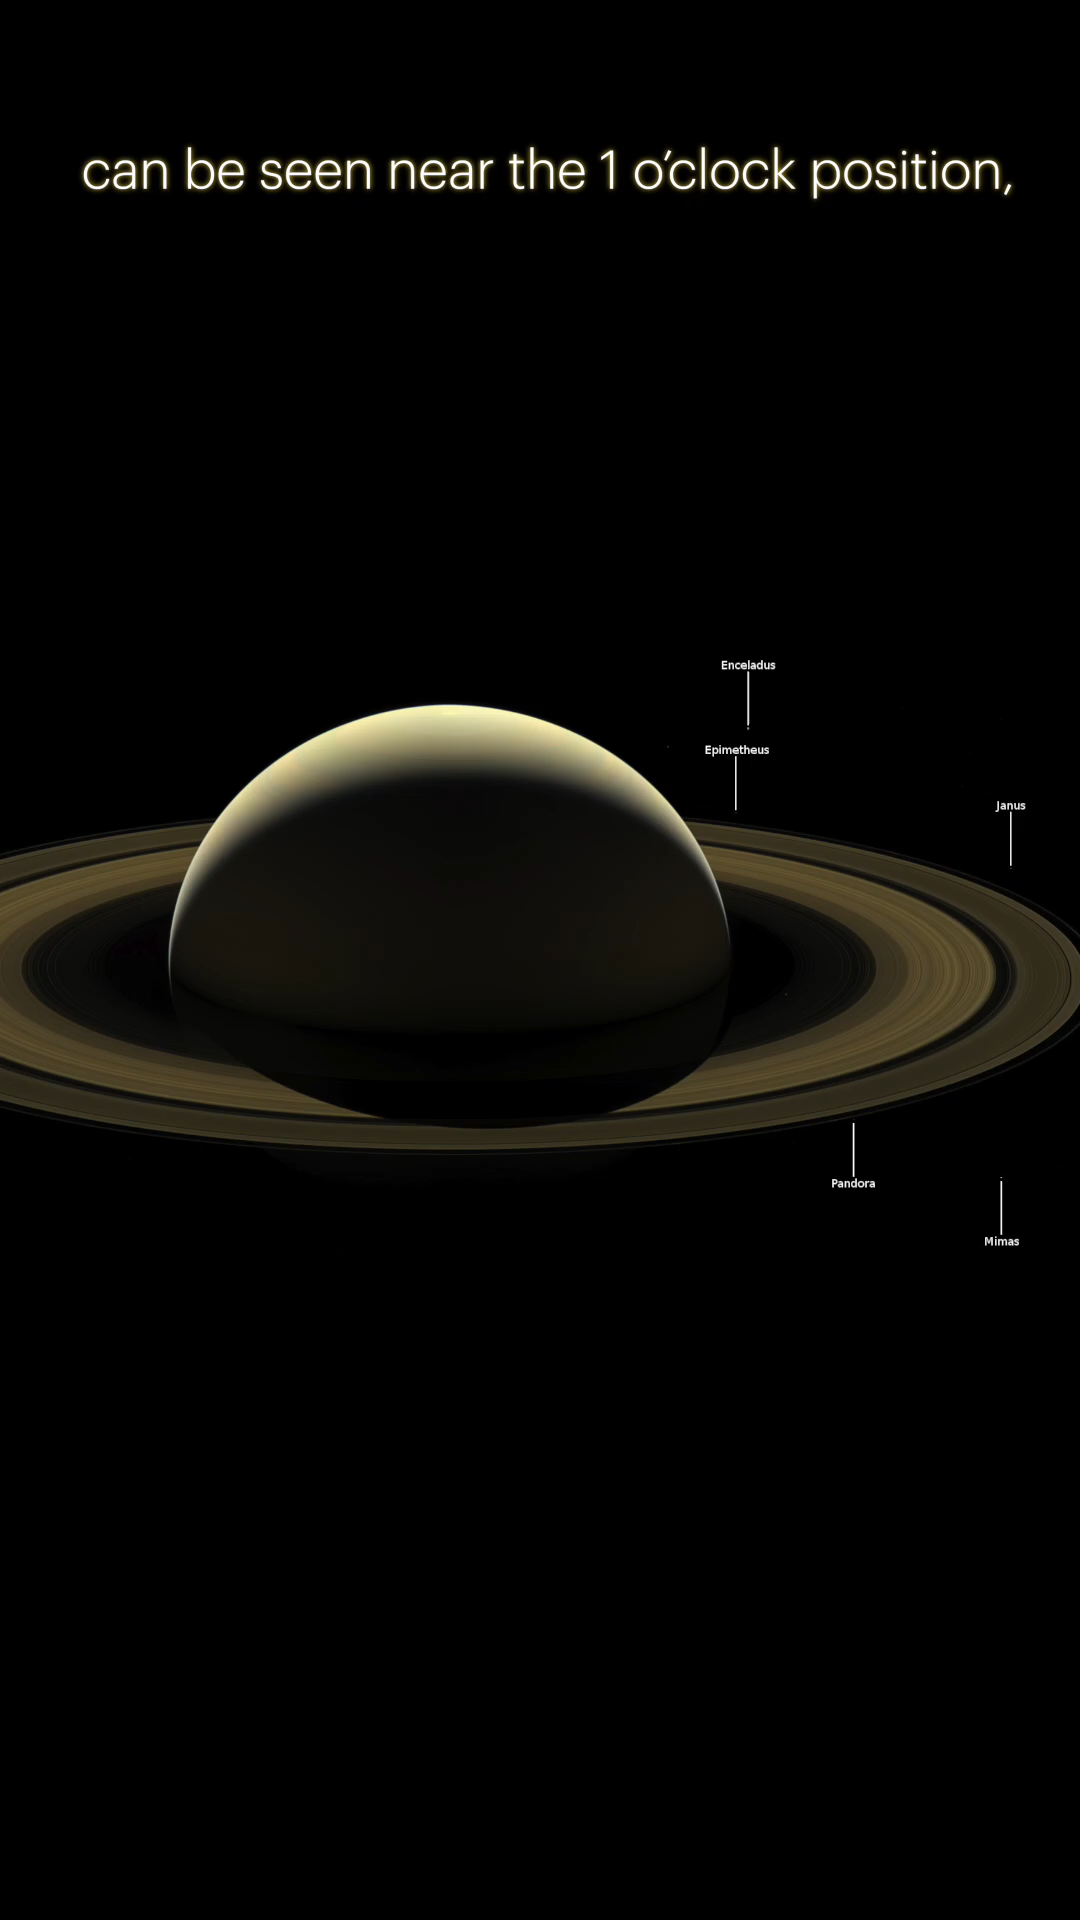 can be seen near the 1 o'clock position,
Enceladus
Epimetheus
Janus
Pandora
Mimas